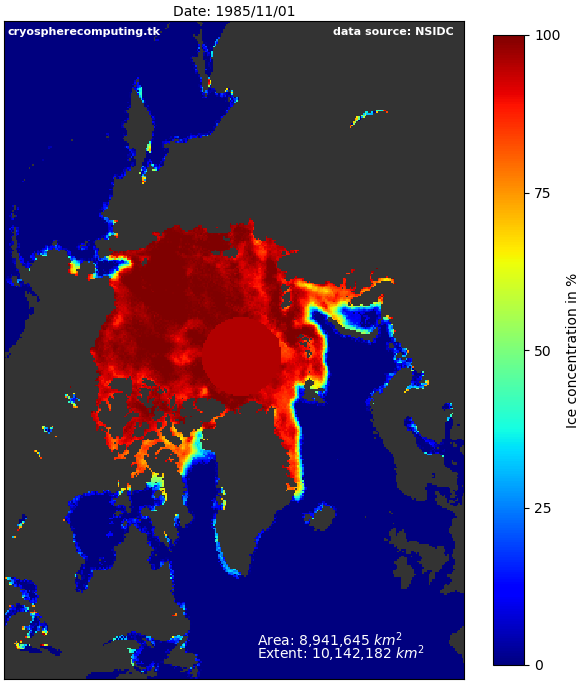 Date: 1985/11/01
cryospherecomputing.tk
data source: NSIDC
100
75
50
25
0
Ice concentration in %
Area: 8,941,645 km²
Extent: 10,142,182 km²